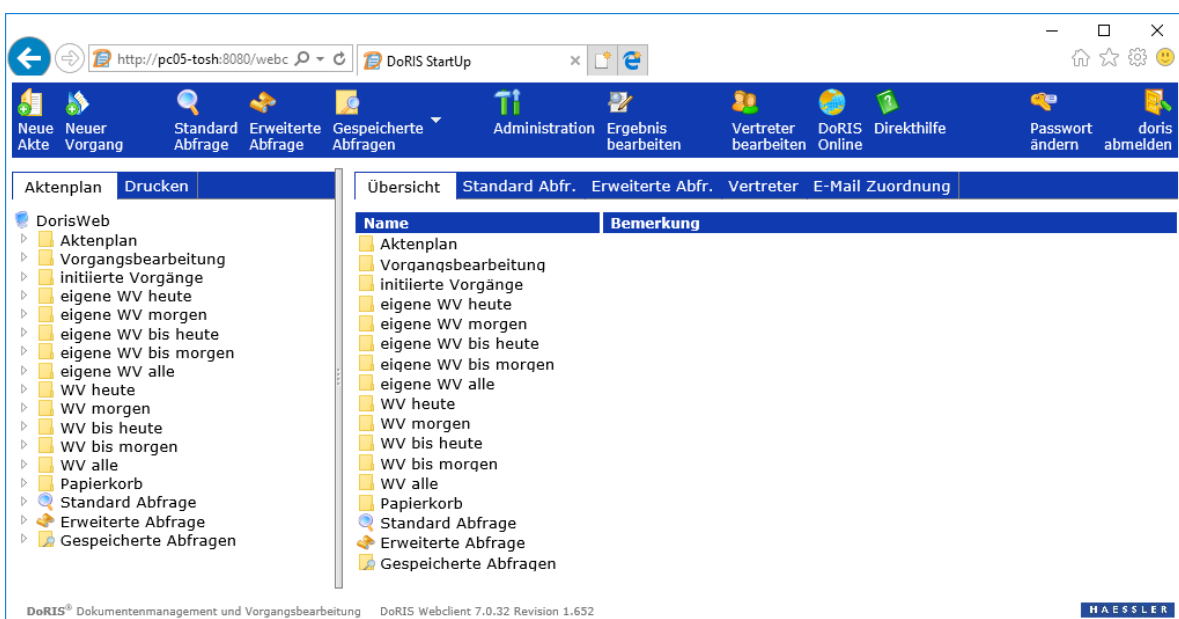 http://pc05-tosh:8080/webc
DoRIS StartUp
Neue Akte
Neuer Vorgang
Standard Abfrage
Erweiterte Abfrage
Gespeicherte Abfragen
Administration
Ergebnis bearbeiten
Vertreter bearbeiten
DoRIS Online
Direkthilfe
Passwort ändern
doris abmelden
Aktenplan Drucken
DorisWeb
Aktenplan
Vorgangsbearbeitung
initiierte Vorgänge
eigene WV heute
eigene WV morgen
eigene WV bis heute
eigene WV bis morgen
eigene WV alle
WV heute
WV morgen
WV bis heute
WV bis morgen
WV alle
Papierkorb
Standard Abfrage
Erweiterte Abfrage
Gespeicherte Abfragen
Übersicht Standard Abfr. Erweiterte Abfr. Vertreter E-Mail Zuordnung
Name Bemerkung
Aktenplan
Vorgangsbearbeitung
initiierte Vorgänge
eigene WV heute
eigene WV morgen
eigene WV bis heute
eigene WV bis morgen
eigene WV alle
WV heute
WV morgen
WV bis heute
WV bis morgen
WV alle
Papierkorb
Standard Abfrage
Erweiterte Abfrage
Gespeicherte Abfragen
DoRIS® Dokumentenmanagement und Vorgangsbearbeitung DoRIS Webclient 7.0.32 Revision 1.652
HAESSLER